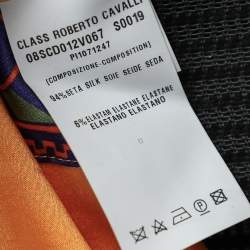 CLASS ROBERTO CAVALLI
08SCD012V067 S0019
PI1071247
(COMPOSIZIONE-COMPOSITION)
94%SETA SILK SOIE SEIDE SEDA
6%ELASTAN ELASTANE ELASTANE
ELASTANO ELASTANO